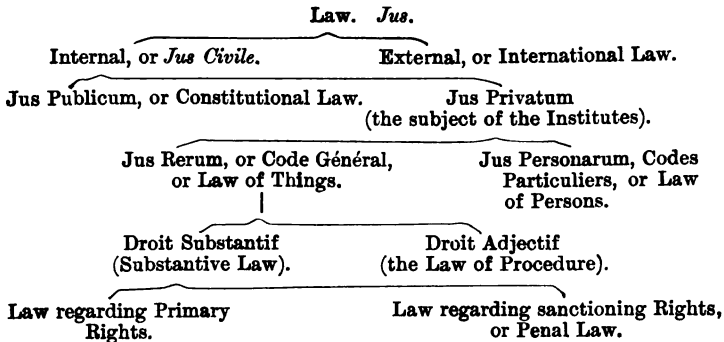 Law. Jus.
Internal, or Jus Civile. External, or International Law.
Jus Publicum, or Constitutional Law. Jus Privatum
(the subject of the Institutes).
Jus Rerum, or Code Général,
or Law of Things.
Jus Personarum, Codes
Particuliers, or Law
of Persons.
Droit Substantif
(Substantive Law).
Droit Adjectif
(the Law of Procedure).
Law regarding Primary
Rights.
Law regarding sanctioning Rights,
or Penal Law.